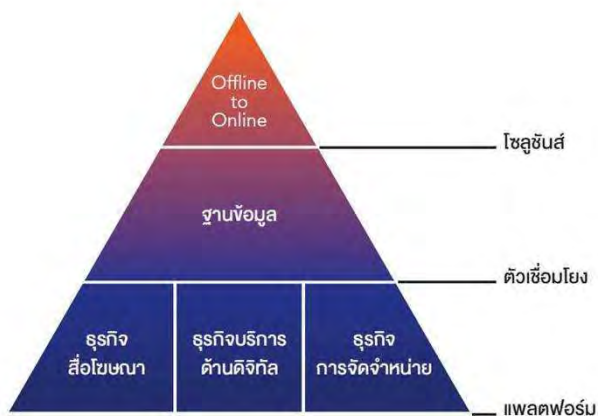 Offline
to
Online
โซลูชันส์
ฐานข้อมูล
ตัวเชื่อมโยง
ธุรกิจ
สื่อโฆษณา
ธุรกิจบริการ
ด้านดิจิทัล
ธุรกิจ
การจัดจำหน่าย
แพลตฟอร์ม